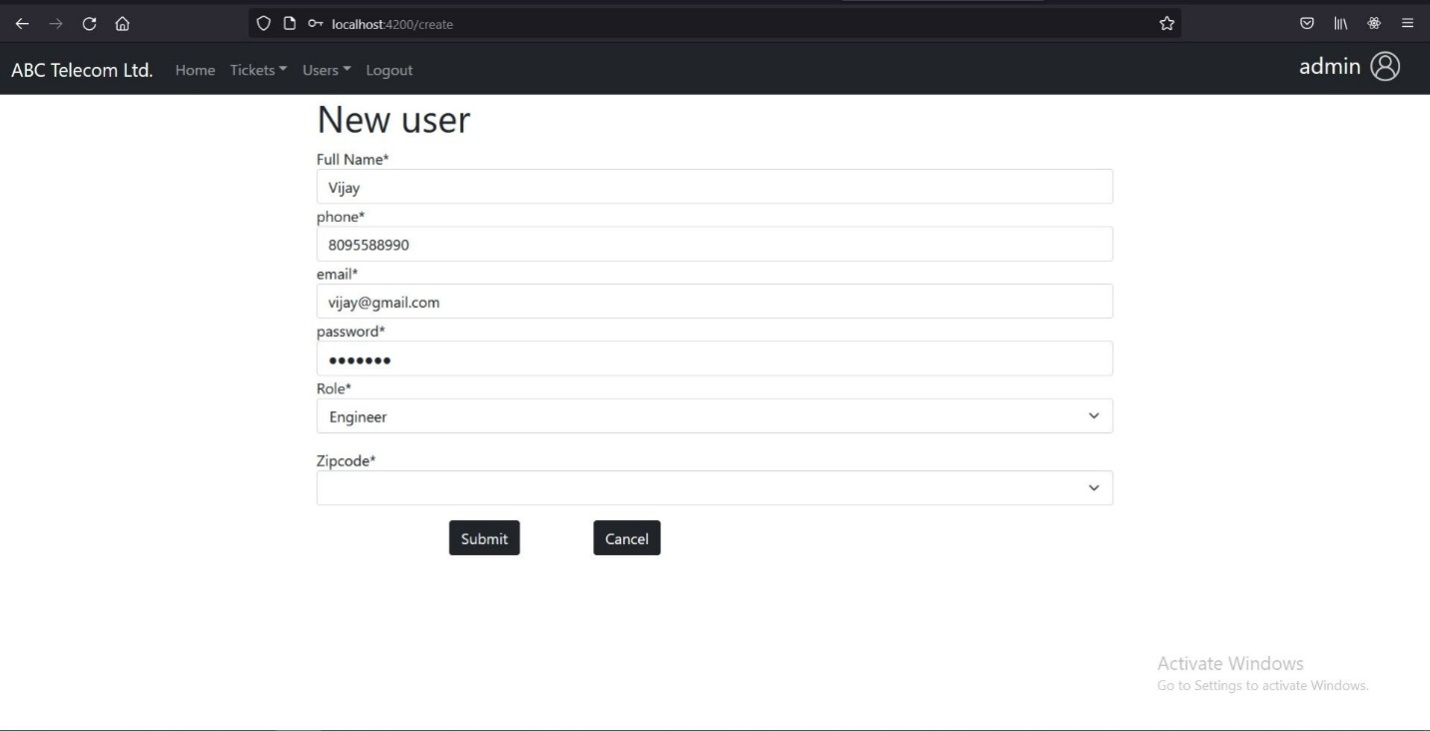 localhost:4200/create
ABC Telecom Ltd. Home Tickets Users Logout admin
New user
Full Name*
Vijay
phone*
8095588990
email*
vijay@gmail.com
password*
•••••••
Role*
Engineer
Zipcode*
Submit Cancel
Activate Windows
Go to Settings to activate Windows.